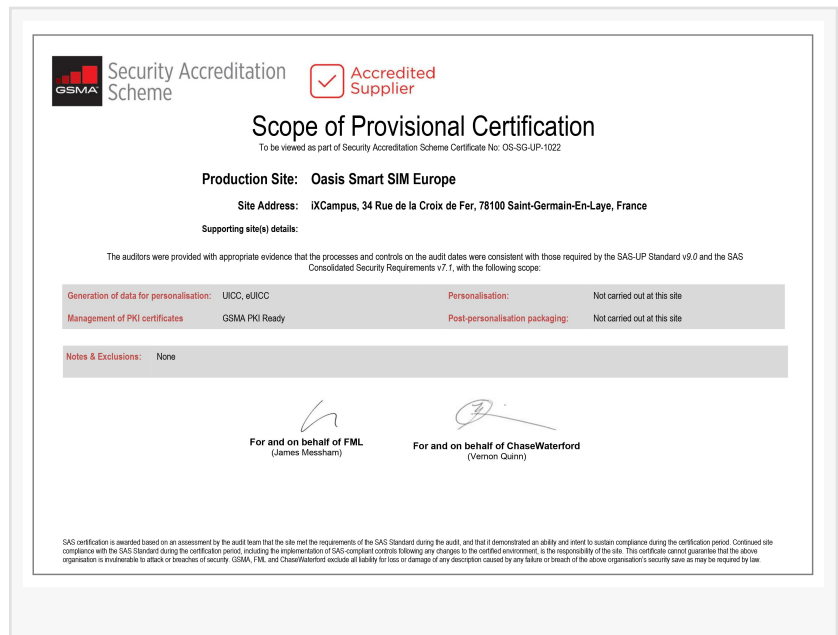 GSMA
Security Accreditation
Scheme
Accredited
Supplier
Scope of Provisional Certification
To be viewed as part of Security Accreditation Scheme Certificate No: OS-SG-UP-1022
Production Site: Oasis Smart SIM Europe
Site Address: iXCampus, 34 Rue de la Croix de Fer, 78100 Saint-Germain-En-Laye, France
Supporting site(s) details:
The auditors were provided with appropriate evidence that the processes and controls on the audit dates were consistent with those required by the SAS-UP Standard v9.0 and the SAS
Consolidated Security Requirements v7.1, with the following scope:
Generation of data for personalisation: UICC, eUICC Personalisation: Not carried out at this site
Management of PKI certificates GSMA PKI Ready Post-personalisation packaging: Not carried out at this site
Notes & Exclusions: None
For and on behalf of FML
(James Messham)
For and on behalf of ChaseWaterford
(Vernon Quinn)
SAS certification is awarded based on an assessment by the audit team that the site met the requirements of the SAS Standard during the audit, and that it demonstrated an ability and intent to sustain compliance during the certification period. Continued site
compliance with the SAS Standard during the certification period, including the implementation of SAS-compliant controls following any changes to the certified environment, is the responsibility of the site. This certificate cannot guarantee that the above
organisation is invulnerable to attack or breaches of security. GSMA, FML and ChaseWaterford exclude all liability for loss or damage of any description caused by any failure or breach of the above organisation's security save as may be required by law.